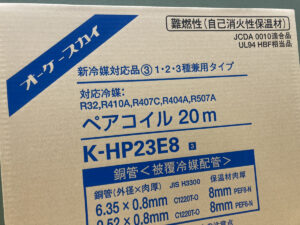 難燃性(自己消火性保温材)
JCDA 0010適合品
UL94 HBF相当品
オーケースカイ
新冷媒対応品③1・2・3種兼用タイプ
対応冷媒:
R32,R410A,R407C,R404A,R507A
ペアコイル 20m
K-HP23E8 S
銅管<被覆冷媒配管>
銅管(外径×肉厚) JIS H3300 保温材肉厚
6.35×0.8mm C1220T-O 8mm PEF6-N
9.52×0.8mm C1220T-O 8mm PEF6-N